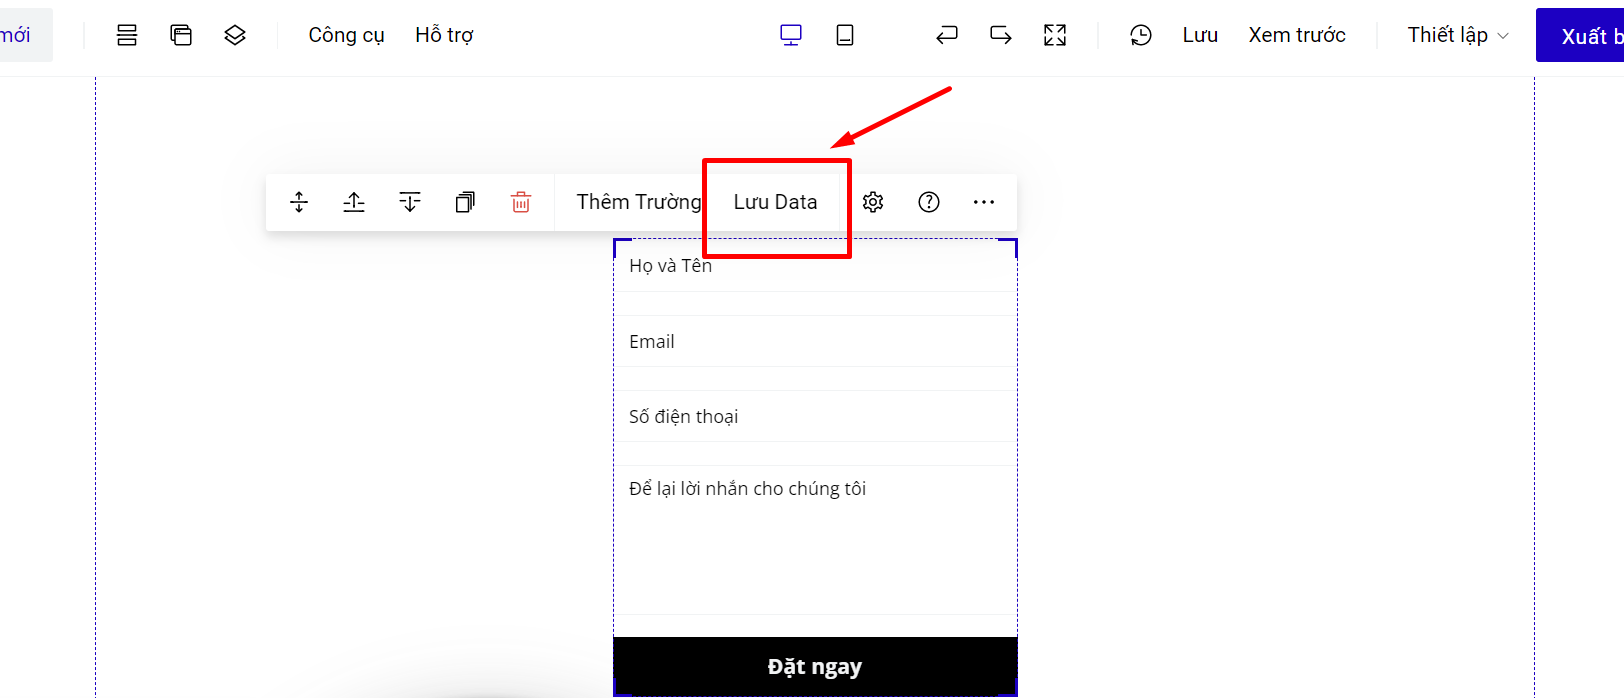 mới Công cụ Hỗ trợ Lưu Xem trước Thiết lập Xuất b
Thêm Trường Lưu Data
Họ và Tên
Email
Số điện thoại
Để lại lời nhắn cho chúng tôi
Đặt ngay